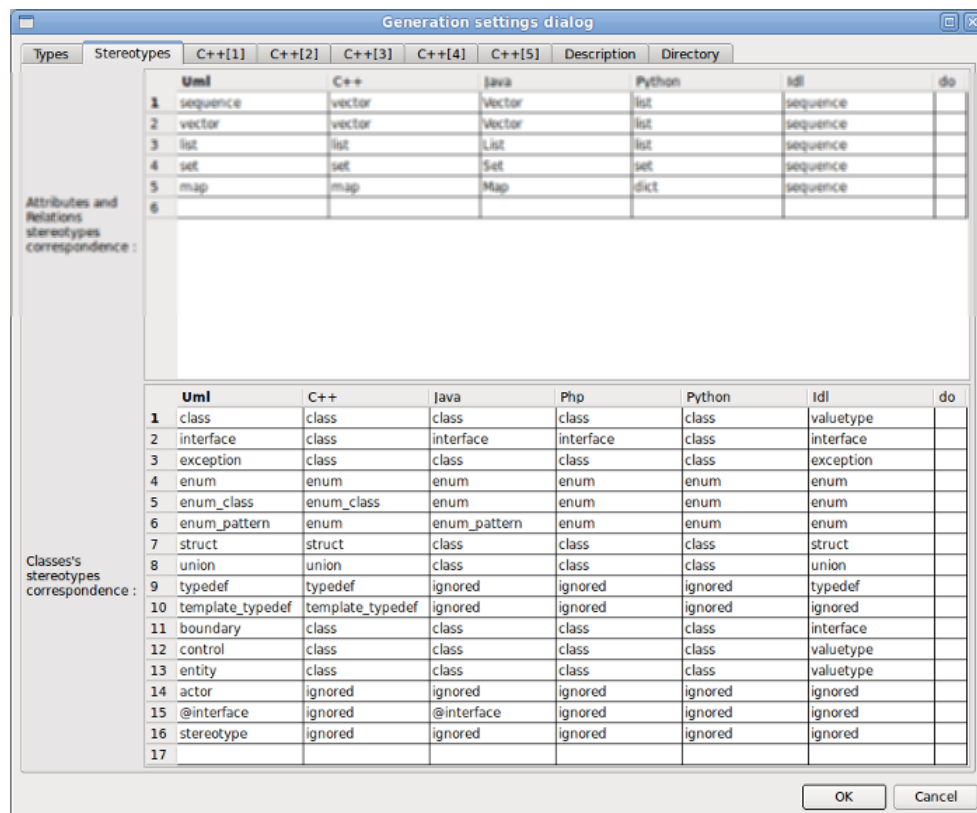 Generation settings dialog
Types Stereotypes C++[1] C++[2] C++[3] C++[4] C++[5] Description Directory
Uml C++ Java Python Idl do
1 sequence vector Vector list sequence
2 vector vector Vector list sequence
3 list list List list sequence
4 set set Set set sequence
5 map map Map dict sequence
6
Attributes and
Relations
stereotypes
correspondence :
Uml C++ Java Php Python Idl do
1 class class class class class valuetype
2 interface class interface interface class interface
3 exception class class class class exception
4 enum enum enum enum enum enum
5 enum_class enum_class enum enum enum enum
6 enum_pattern enum enum_pattern enum enum enum
7 struct struct class class class struct
8 union union class class class union
9 typedef typedef ignored ignored ignored typedef
10 template_typedef template_typedef ignored ignored ignored ignored
11 boundary class class class class interface
12 control class class class class valuetype
13 entity class class class class valuetype
14 actor ignored ignored ignored ignored ignored
15 @interface ignored @interface ignored ignored ignored
16 stereotype ignored ignored ignored ignored ignored
17
Classes's
stereotypes
correspondence :
OK Cancel